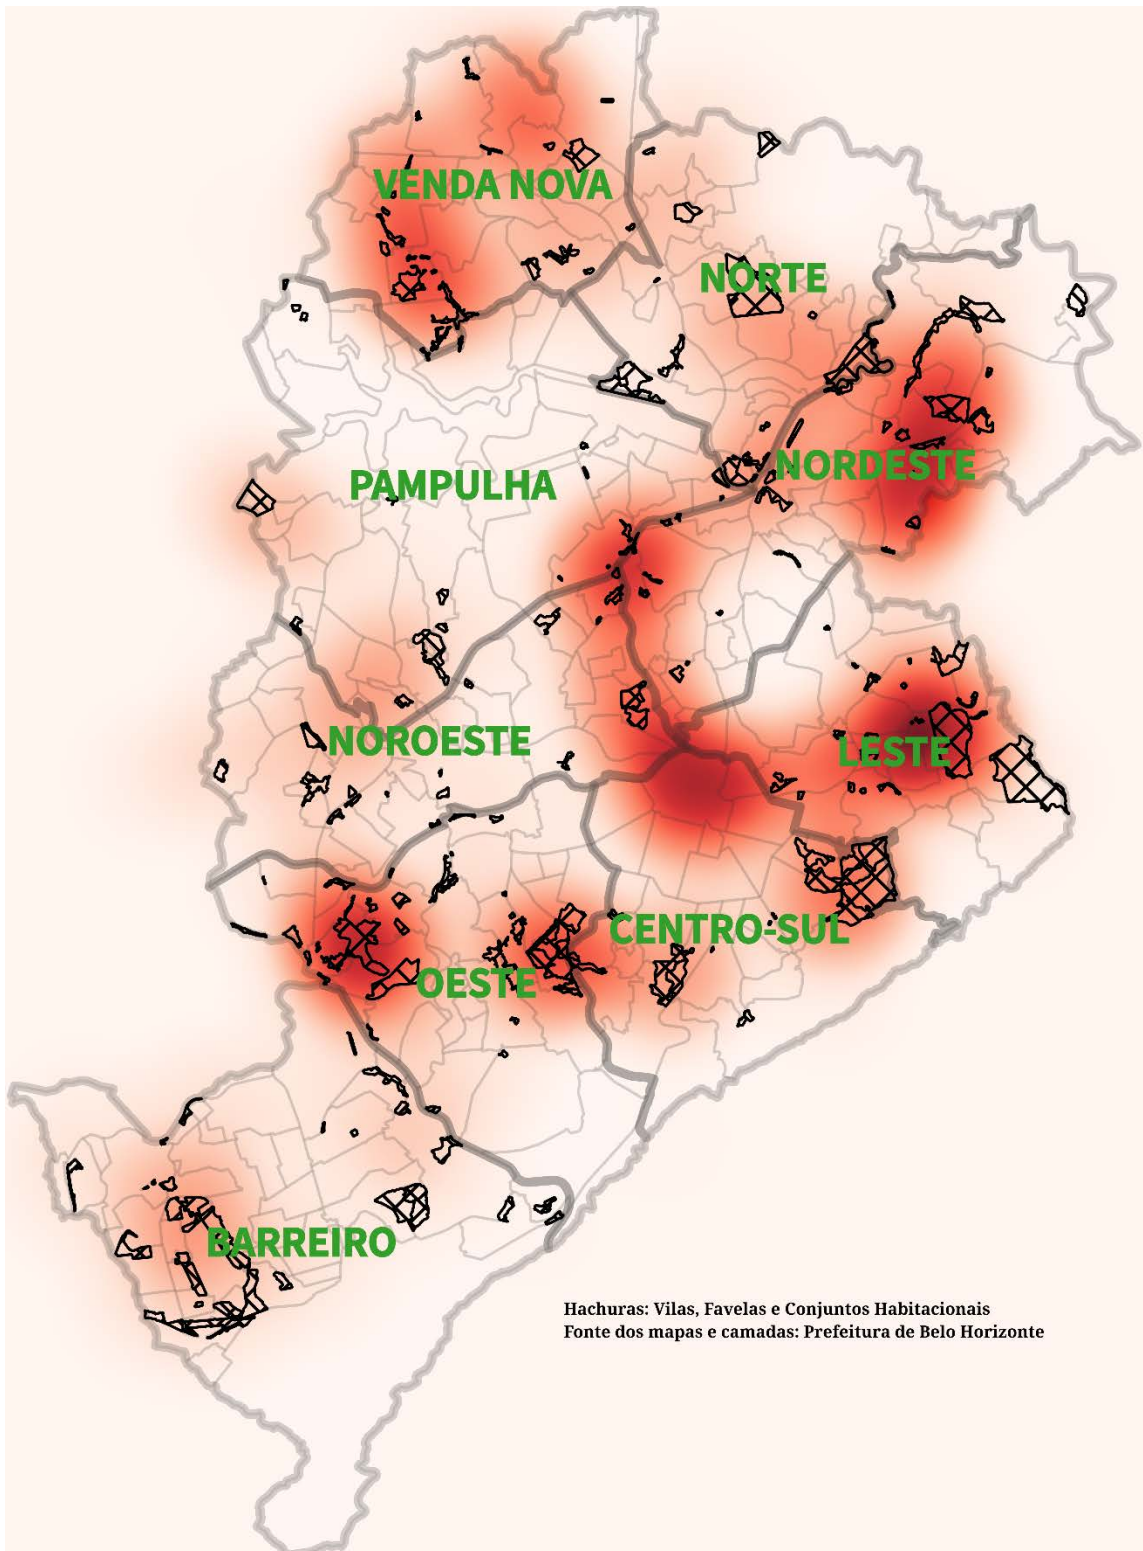 VENDA NOVA
NORTE
NORDESTE
PAMPULHA
NOROESTE
LESTE
CENTRO-SUL
OESTE
BARREIRO
Hachuras: Vilas, Favelas e Conjuntos Habitacionais
Fonte dos mapas e camadas: Prefeitura de Belo Horizonte